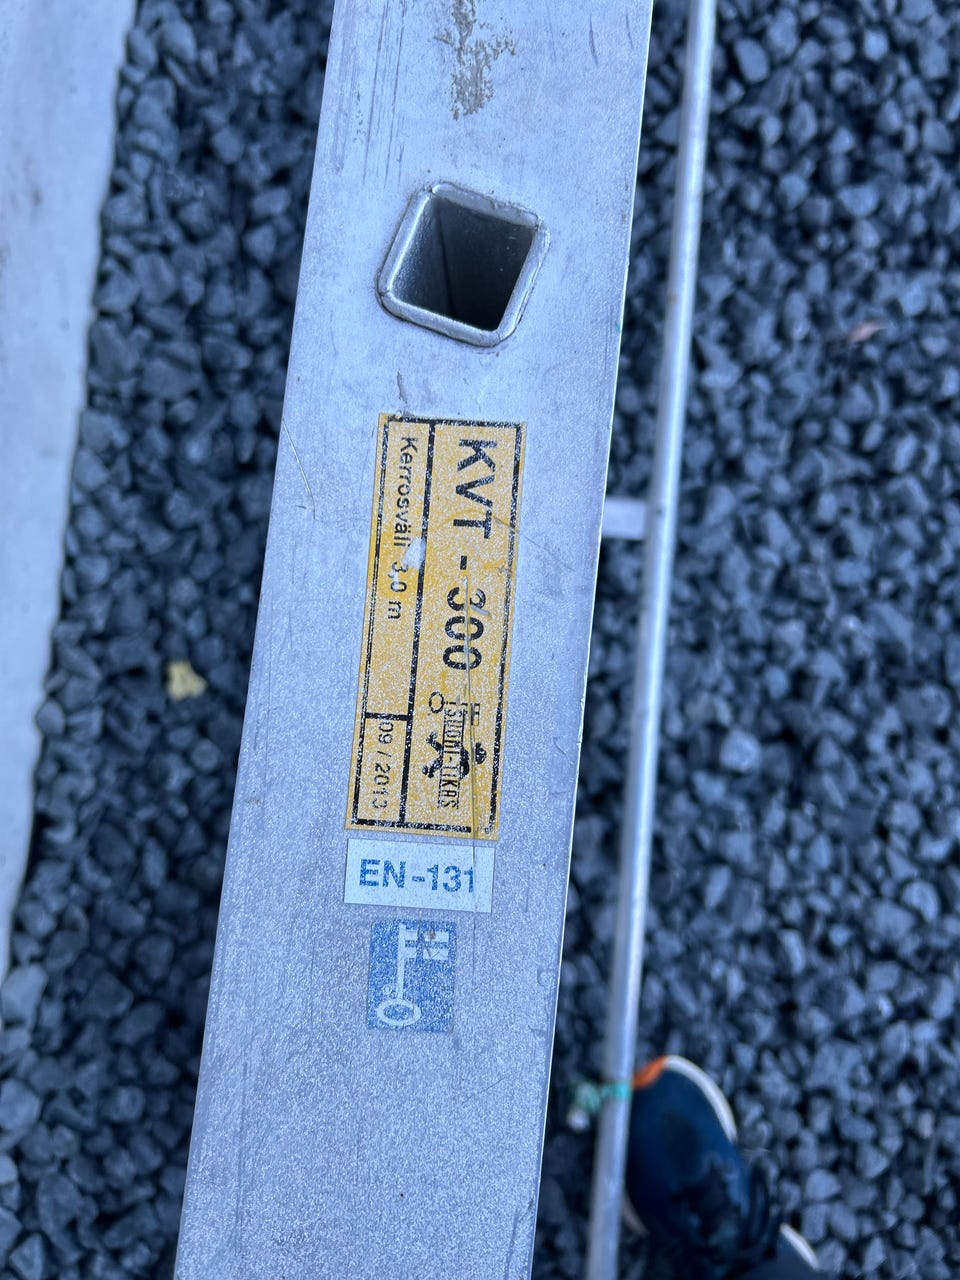 KVT - 300
Kerrosväli 3,0 m
09 / 2013
EN-131